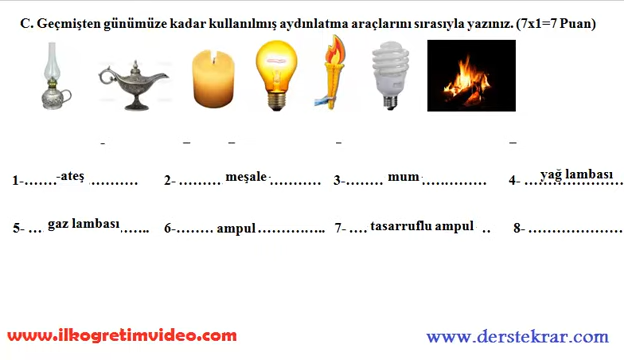 C. Geçmişten günümüze kadar kullanılmış aydınlatma araçlarını sırasıyla yazınız. (7x1=7 Puan)
1-.......-ateş .......... 2- ......... meşale ........... 3-........ mum .............. 4- ...yağ lambası...
5- ... gaz lambası ....... 6-........ ampul ............... 7- .... tasarruflu ampul .. 8- ....................
www.ilkogretimvideo.com www.derstekrar.com